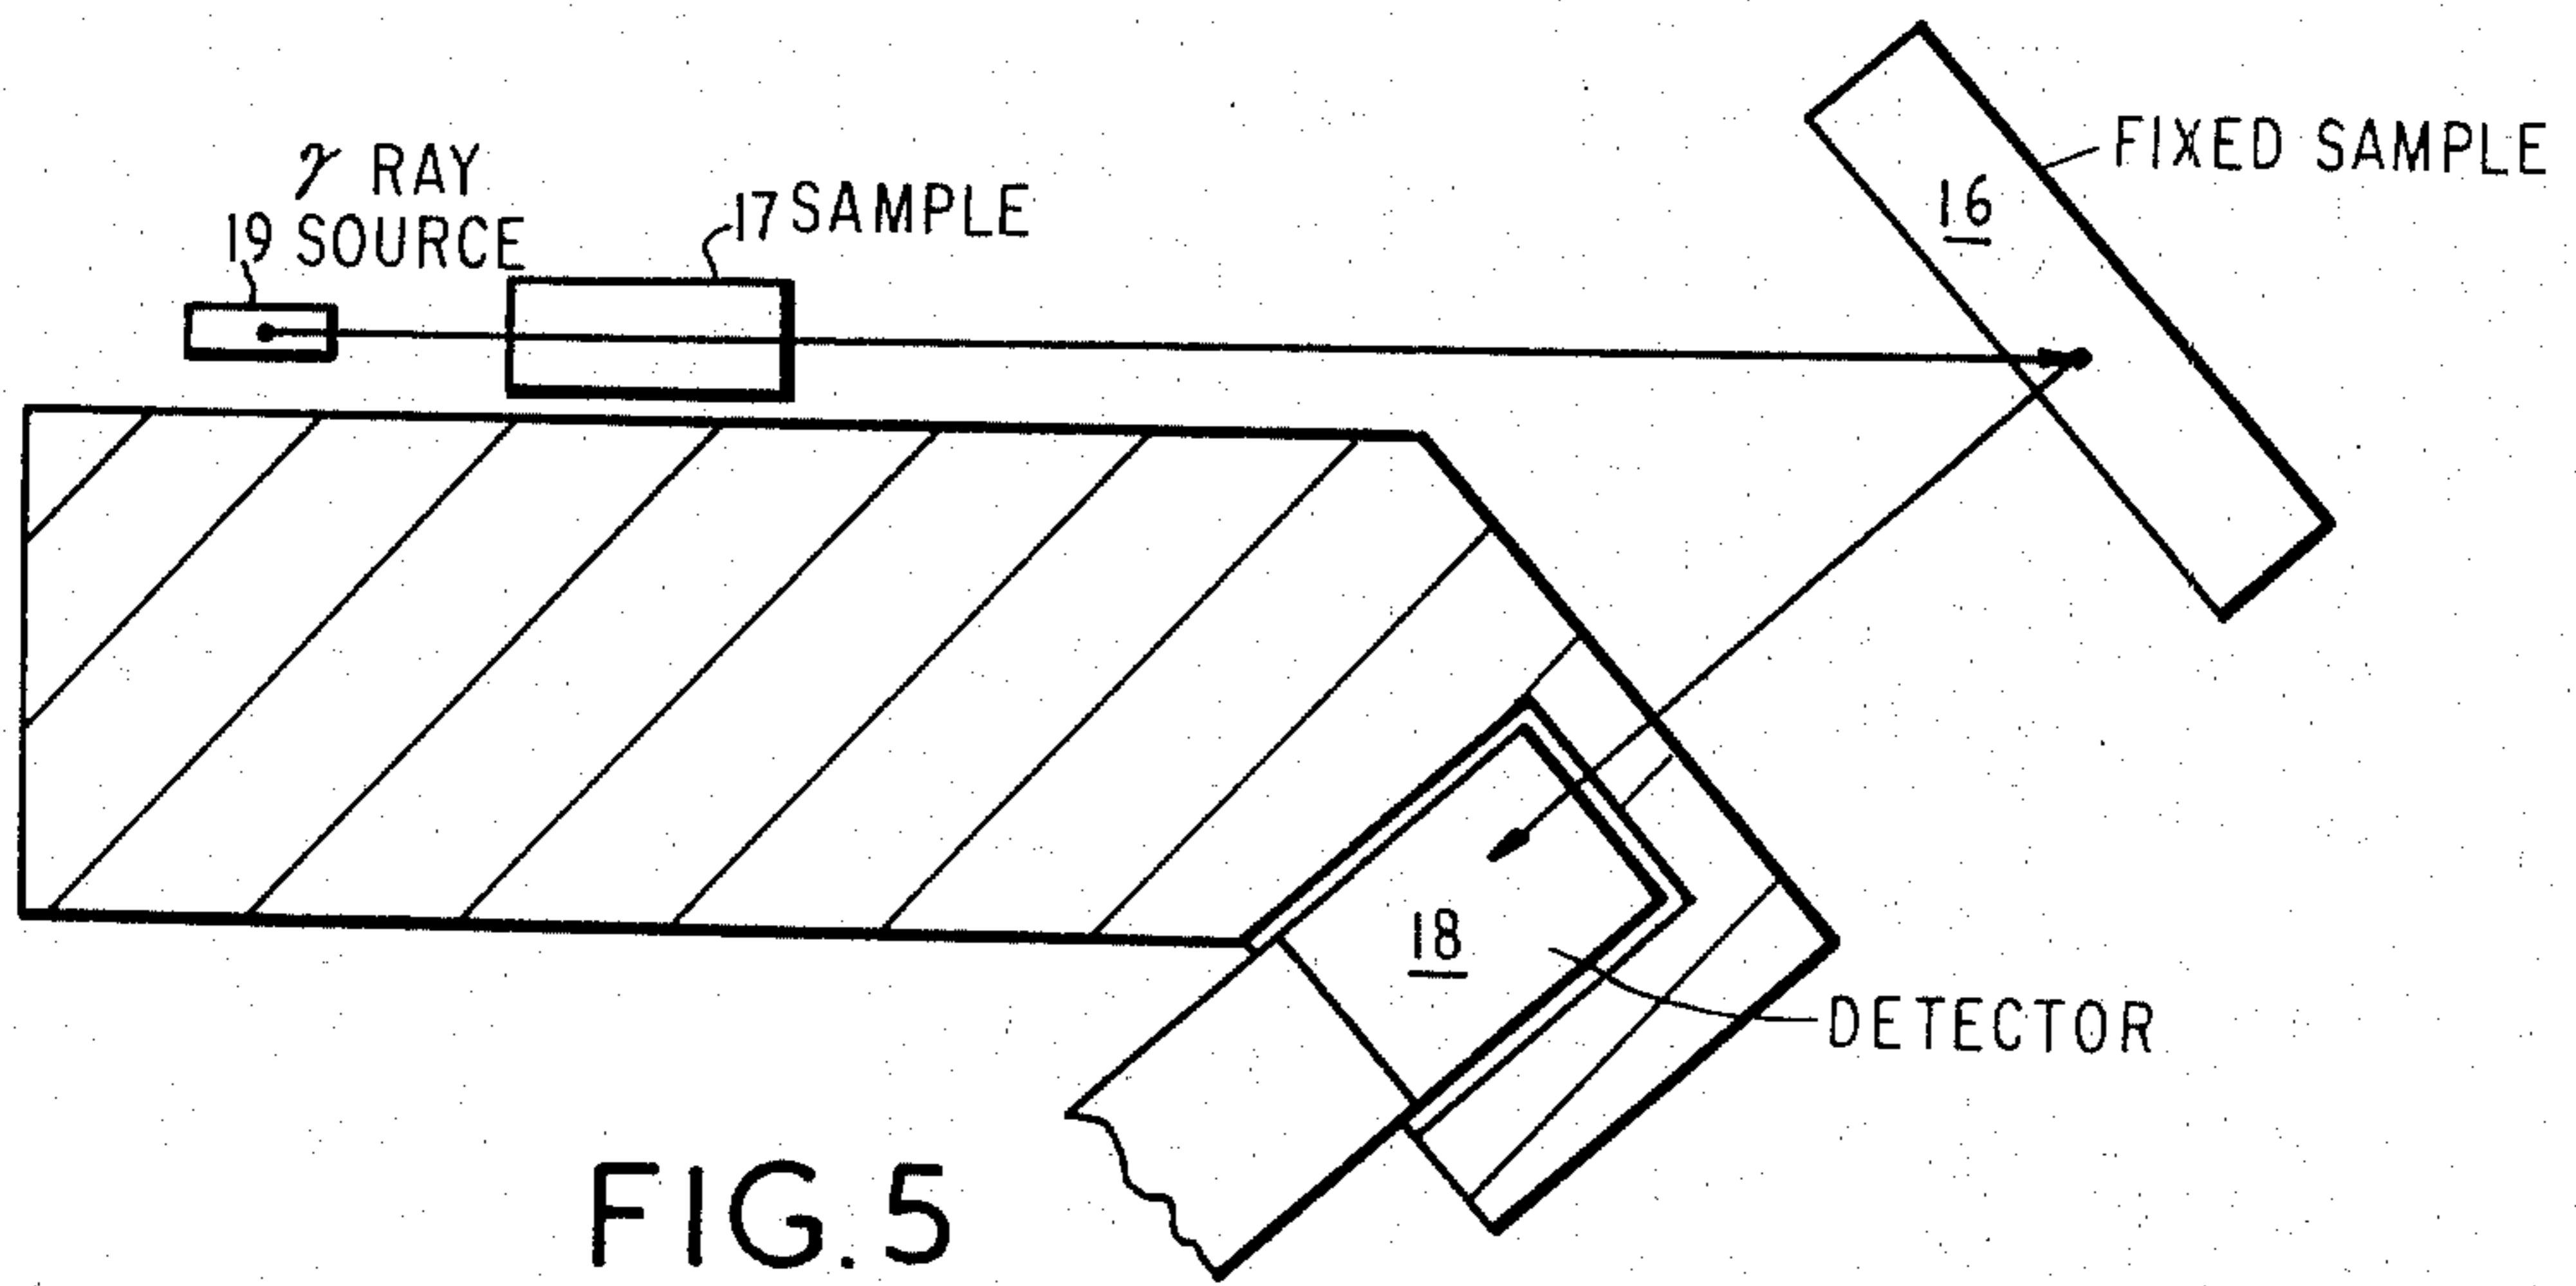 γ RAY
19 SOURCE
17 SAMPLE
FIXED SAMPLE
16
18
DETECTOR
FIG. 5